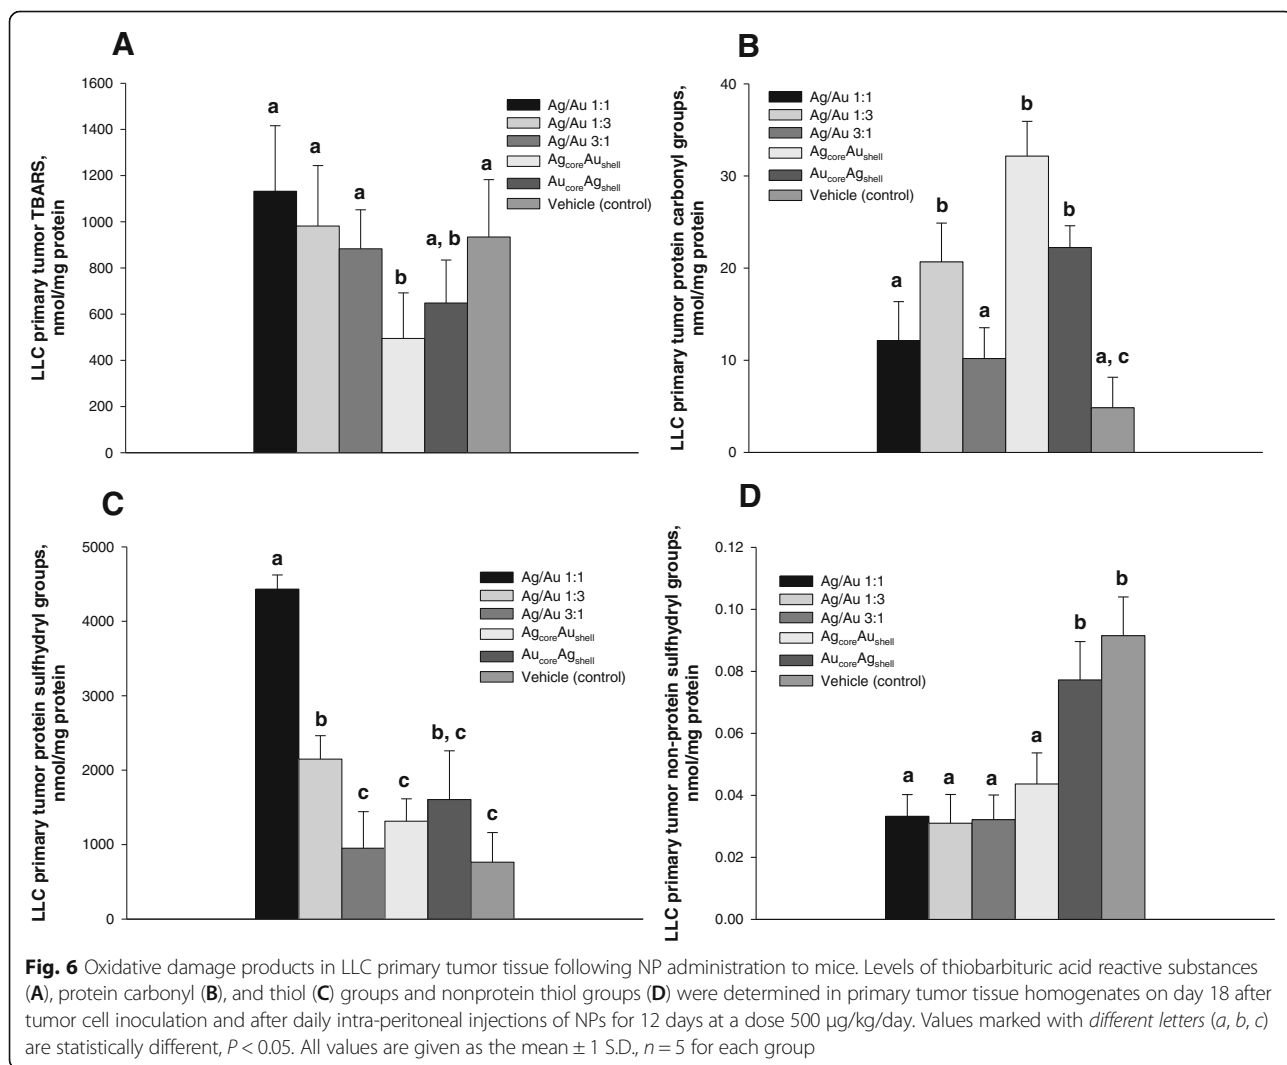 A
LLC primary tumor TBARS,
nmol/mg protein
1600
1400
1200
1000
800
600
400
200
0
a
a
a
b
a, b
a
Ag/Au 1:1
Ag/Au 1:3
Ag/Au 3:1
AgcoreAushell
AucoreAgshell
Vehicle (control)
B
LLC primary tumor protein carbonyl groups,
nmol/mg protein
40
30
20
10
0
Ag/Au 1:1
Ag/Au 1:3
Ag/Au 3:1
AgcoreAushell
AucoreAgshell
Vehicle (control)
a
b
a
b
b
a, c
C
LLC primary tumor protein sulfhydryl groups,
nmol/mg protein
5000
4000
3000
2000
1000
0
a
b
c
c
b, c
c
Ag/Au 1:1
Ag/Au 1:3
Ag/Au 3:1
AgcoreAushell
AucoreAgshell
Vehicle (control)
D
LLC primary tumor non-protein sulfhydryl groups,
nmol/mg protein
0.12
0.10
0.08
0.06
0.04
0.02
0.00
Ag/Au 1:1
Ag/Au 1:3
Ag/Au 3:1
AgcoreAushell
AucoreAgshell
Vehicle (control)
a
a
a
a
b
b
Fig. 6 Oxidative damage products in LLC primary tumor tissue following NP administration to mice. Levels of thiobarbituric acid reactive substances
(A), protein carbonyl (B), and thiol (C) groups and nonprotein thiol groups (D) were determined in primary tumor tissue homogenates on day 18 after
tumor cell inoculation and after daily intra-peritoneal injections of NPs for 12 days at a dose 500 μg/kg/day. Values marked with different letters (a, b, c)
are statistically different, P < 0.05. All values are given as the mean ± 1 S.D., n = 5 for each group